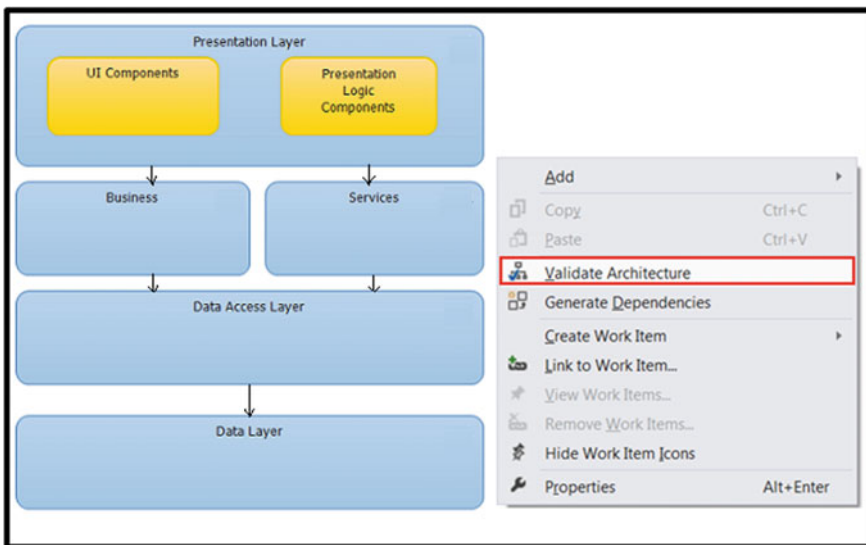 Presentation Layer
UI Components
Presentation
Logic
Components
Business
Services
Data Access Layer
Data Layer
Add
Copy Ctrl+C
Paste Ctrl+V
Validate Architecture
Generate Dependencies
Create Work Item
Link to Work Item...
View Work Items...
Remove Work Items...
Hide Work Item Icons
Properties Alt+Enter